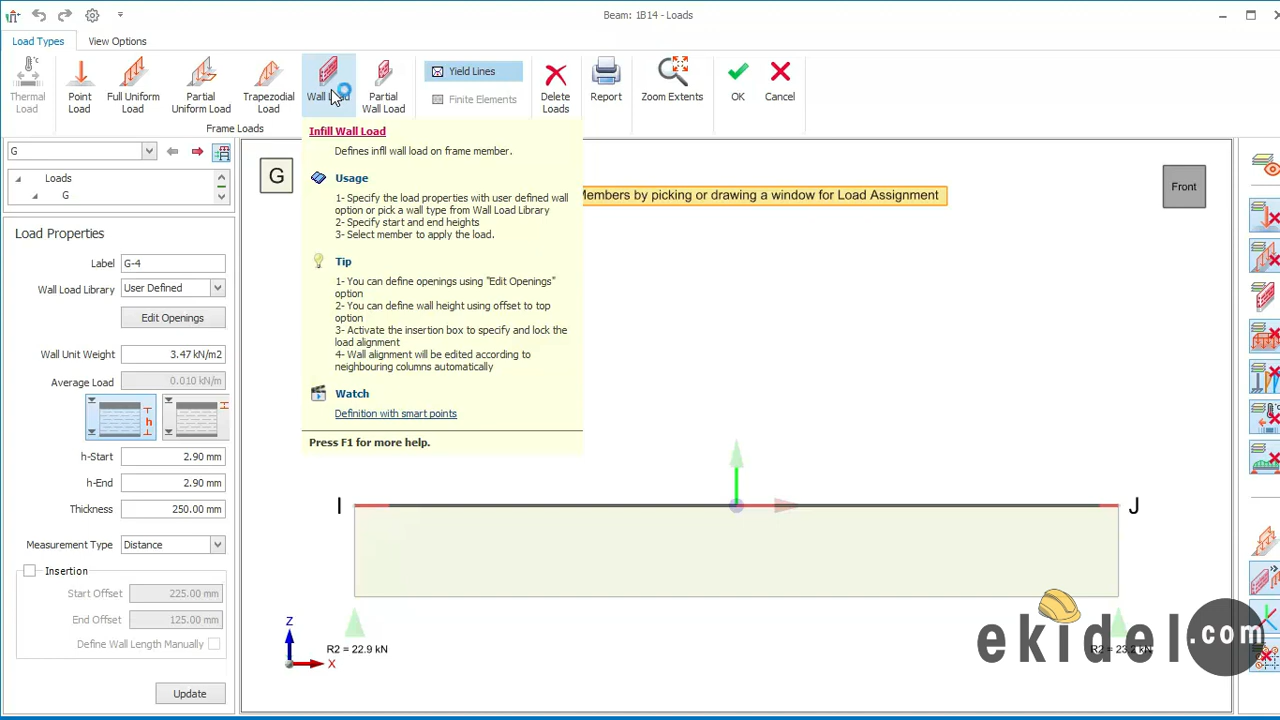 Beam: 1B14 - Loads
Load Types
View Options
Thermal Load
Point Load
Full Uniform Load
Partial Uniform Load
Trapezodal Load
Wall Load
Partial Wall Load
Yield Lines
Finite Elements
Delete Loads
Report
Zoom Extents
OK
Cancel
Frame Loads
G
Loads
G
Load Properties
Label
G-4
Wall Load Library
User Defined
Edit Openings
Wall Unit Weight
3.47 kN/m2
Average Load
0.010 kN/m
h-Start
2.90 mm
h-End
2.90 mm
Thickness
250.00 mm
Measurement Type
Distance
Insertion
Start Offset
225.00 mm
End Offset
125.00 mm
Define Wall Length Manually
Update
Infill Wall Load
Defines infll wall load on frame member.
Usage
1- Specify the load properties with user defined wall
option or pick a wall type from Wall Load Library
2- Specify start and end heights
3- Select member to apply the load.
Tip
1- You can define openings using "Edit Openings"
option
2- You can define wall height using offset to top
option
3- Activate the insertion box to specify and lock the
load alignment
4- Wall alignment will be edited according to
neighbouring columns automatically
Watch
Definition with smart points
Press F1 for more help.
G
Members by picking or drawing a window for Load Assignment
Front
I
J
Z
X
R2 = 22.9 kN
ekidel.com